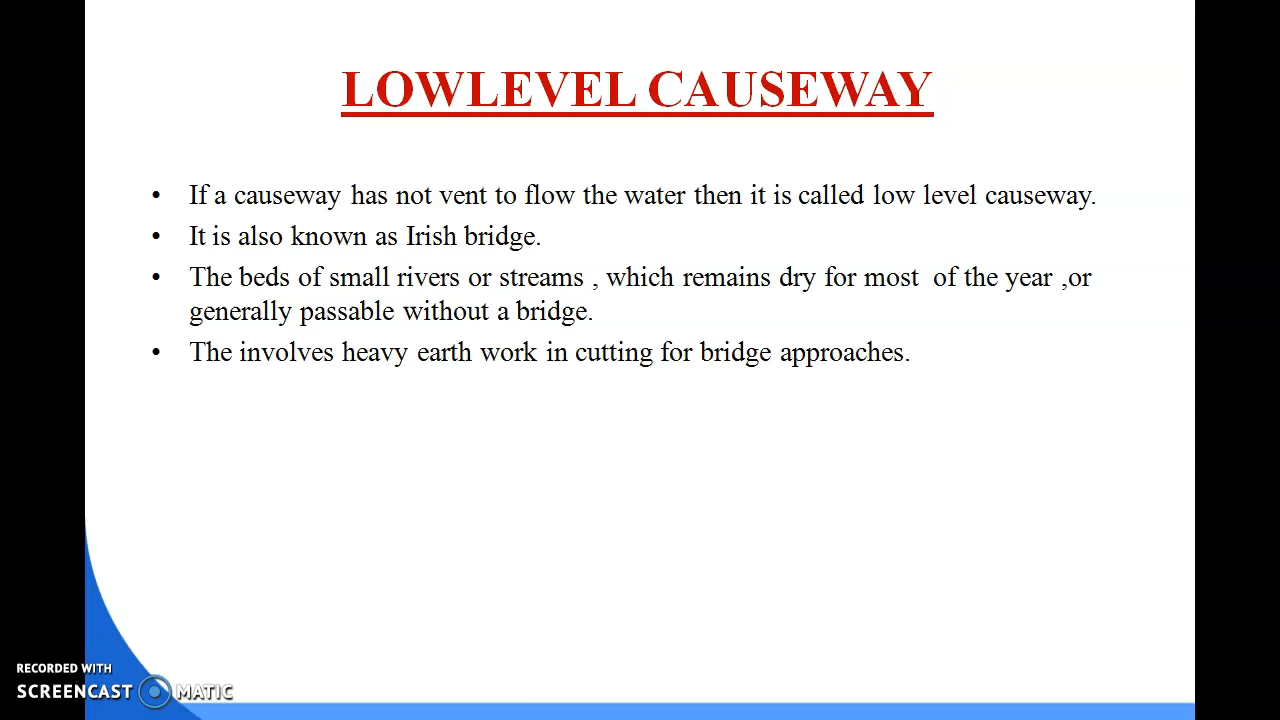 LOWLEVEL CAUSEWAY
• If a causeway has not vent to flow the water then it is called low level causeway.
• It is also known as Irish bridge.
• The beds of small rivers or streams , which remains dry for most of the year ,or
generally passable without a bridge.
• The involves heavy earth work in cutting for bridge approaches.
RECORDED WITH
SCREENCAST MATIC